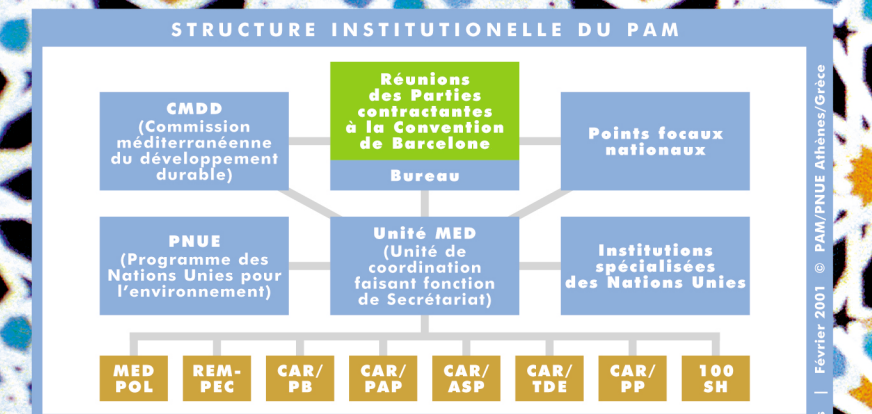 STRUCTURE INSTITUTIONELLE DU PAM
Réunions
des Parties
contractantes
à la Convention
de Barcelone
Bureau
CMDD
(Commission
méditerranéenne
du développement
durable)
Points focaux
nationaux
PNUE
(Programme des
Nations Unies pour
l'environnement)
Unité MED
(Unité de
coordination
faisant fonction
de Secrétariat)
Institutions
spécialisées
des Nations Unies
MED
POL
REM-
PEC
CAR/
PB
CAR/
PAP
CAR/
ASP
CAR/
TDE
CAR/
PP
100
SH
| Février 2001 © PAM/PNUE Athènes/Grèce